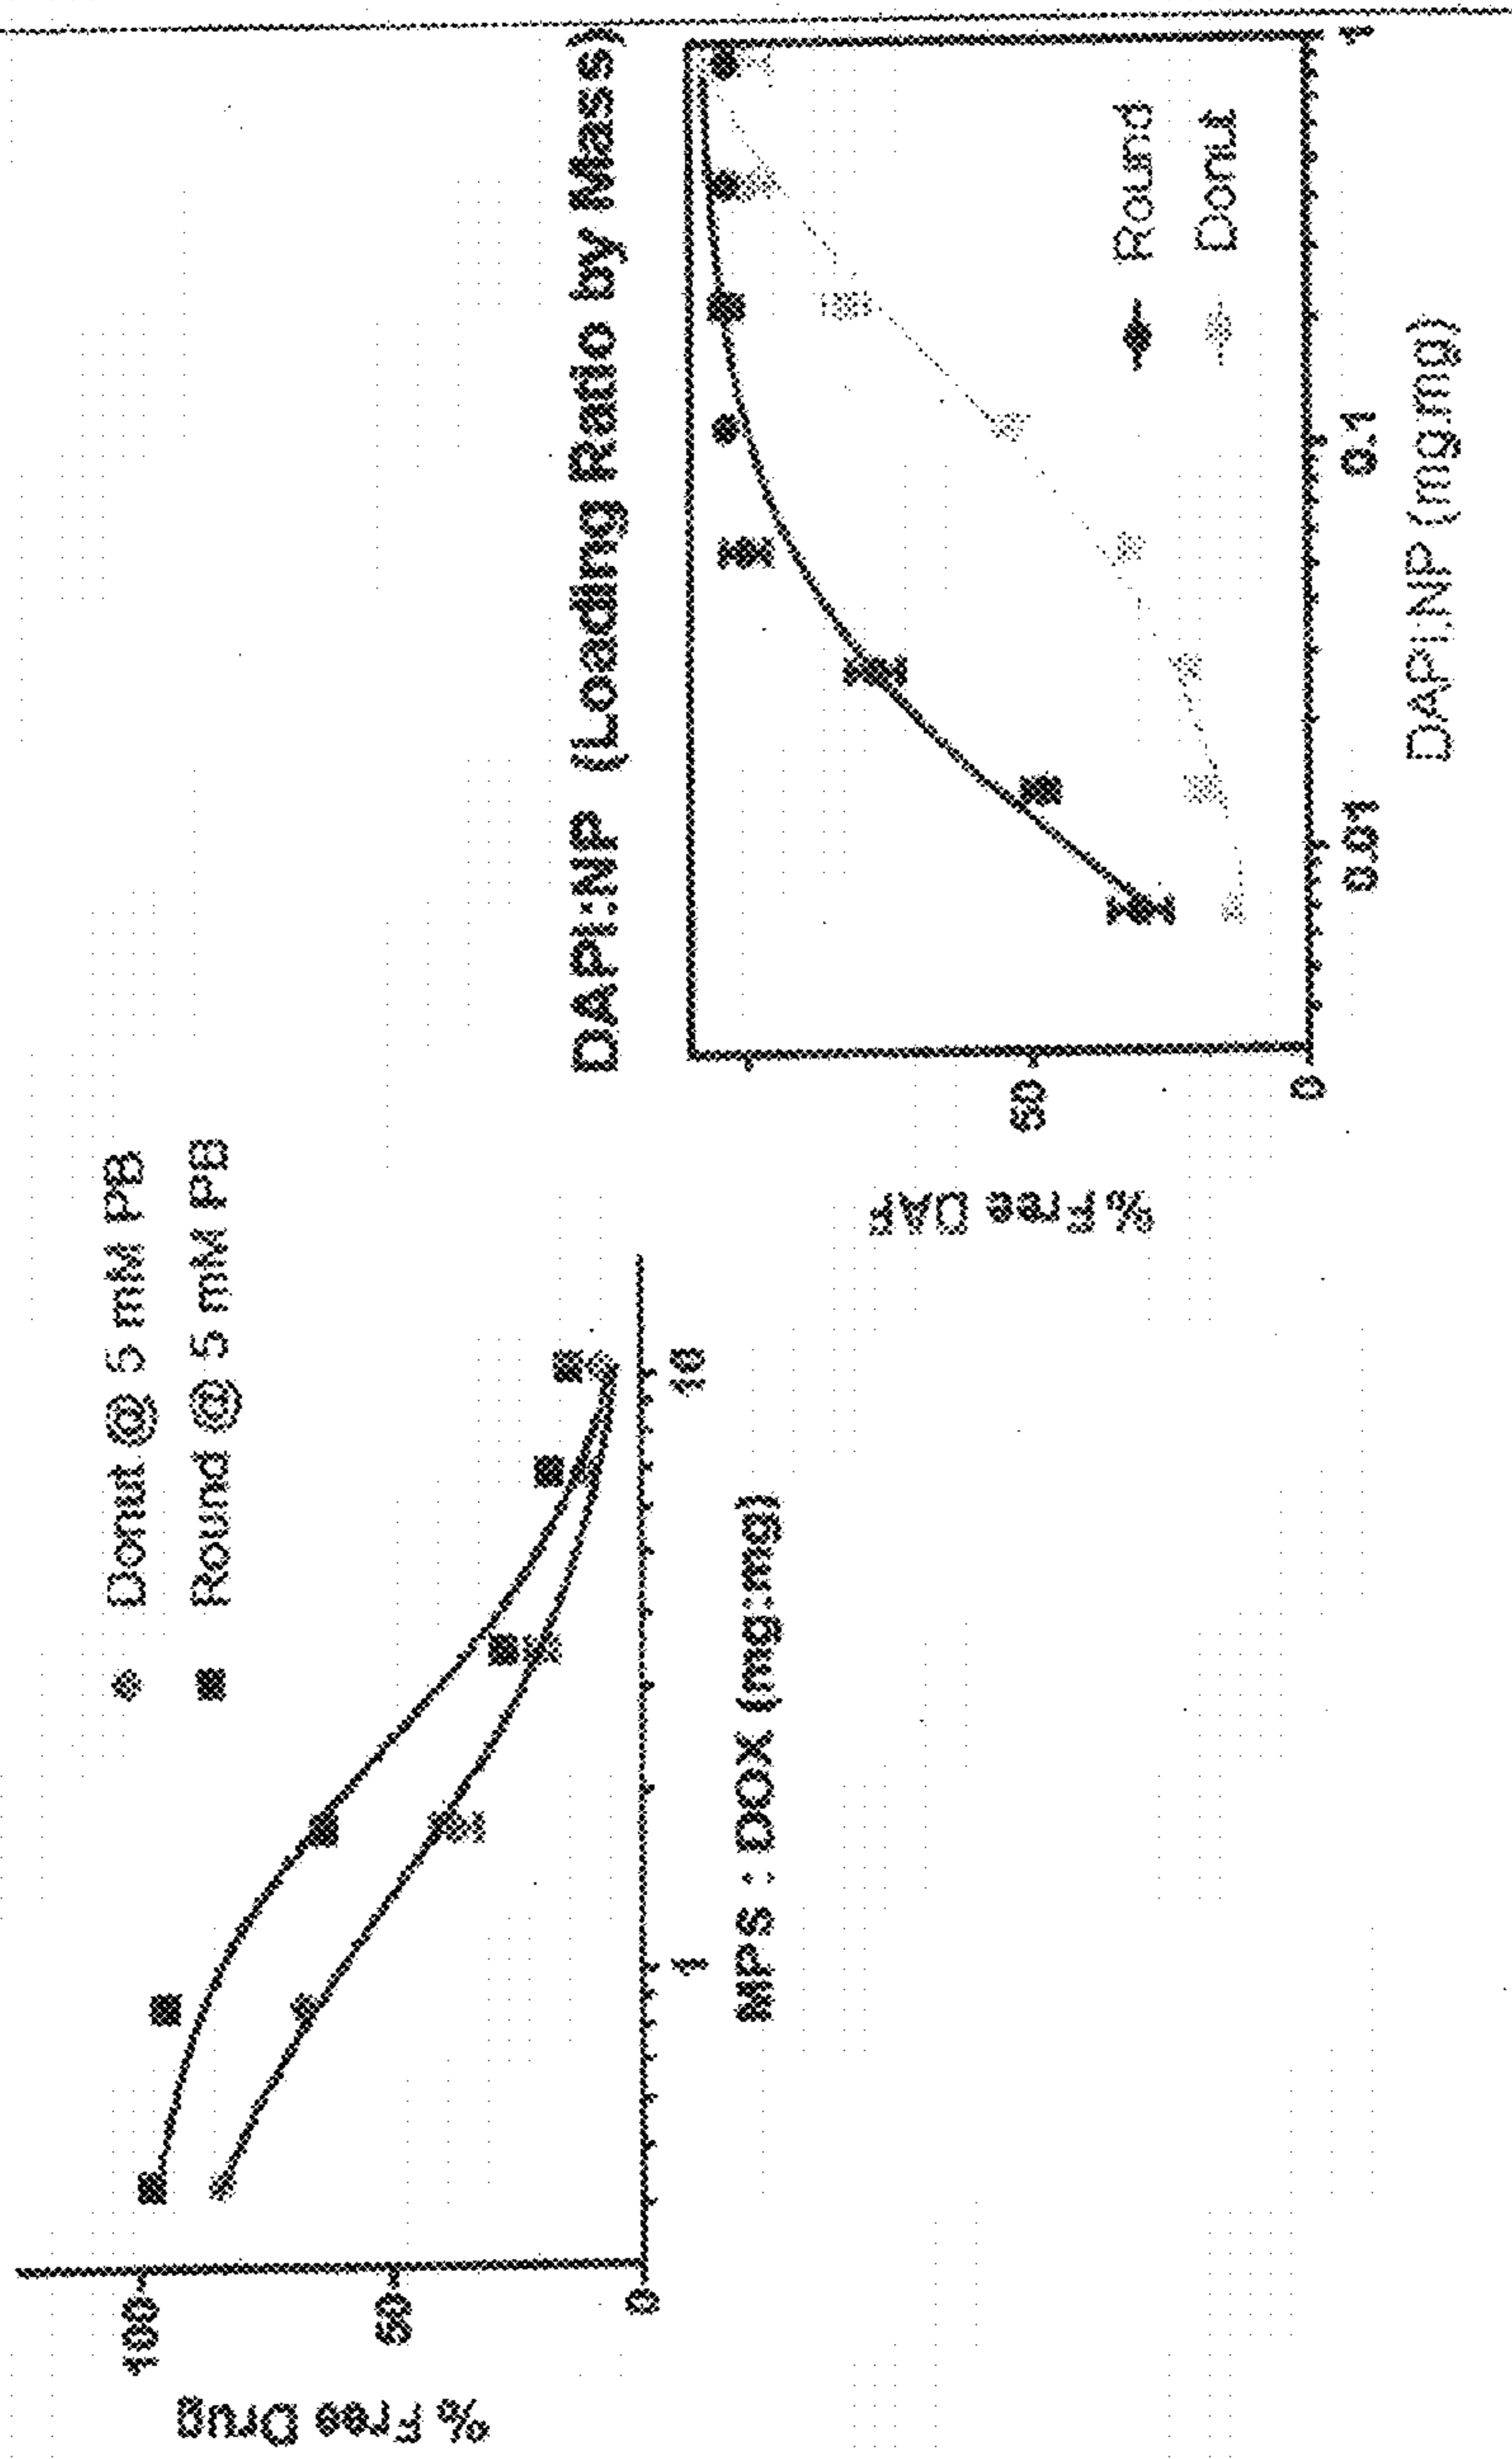 Donut @ 5 mM PB
Round @ 5 mM PB
% Free Drug
100
50
0
1
10
MPS : DOX (mg:mg)
DAPI:NP (Loading Ratio by Mass)
% Free DAP
50
0
0.01
0.1
1
Round
Donut
DAPI:NP (mg:mg)